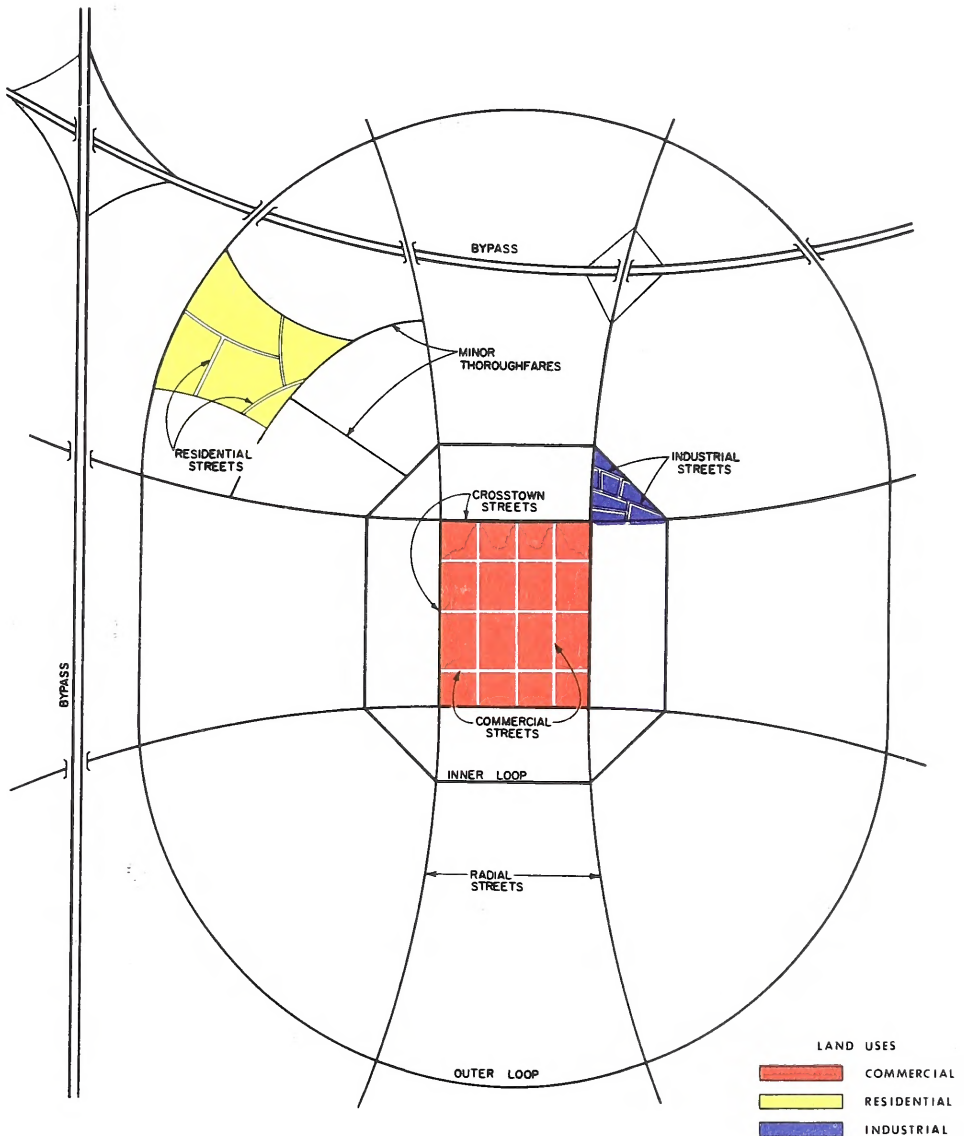 BYPASS
MINOR
THOROUGHFARES
RESIDENTIAL
STREETS
INDUSTRIAL
STREETS
CROSSTOWN
STREETS
BYPASS
COMMERCIAL
STREETS
INNER LOOP
RADIAL
STREETS
OUTER LOOP
LAND USES
COMMERCIAL
RESIDENTIAL
INDUSTRIAL